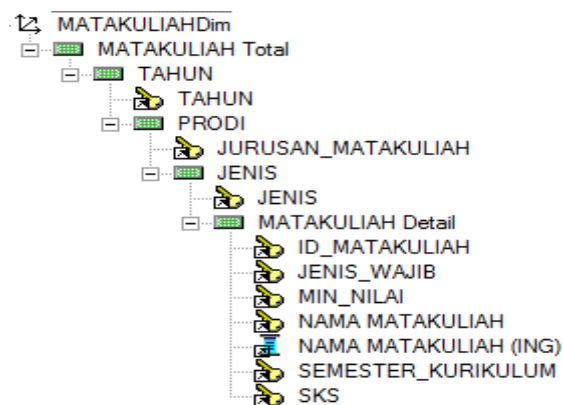 MATAKULIAHDim
MATAKULIAH Total
TAHUN
TAHUN
PRODI
JURUSAN_MATAKULIAH
JENIS
JENIS
MATAKULIAH Detail
ID_MATAKULIAH
JENIS_WAJIB
MIN_NILAI
NAMA MATAKULIAH
NAMA MATAKULIAH (ING)
SEMESTER_KURIKULUM
SKS